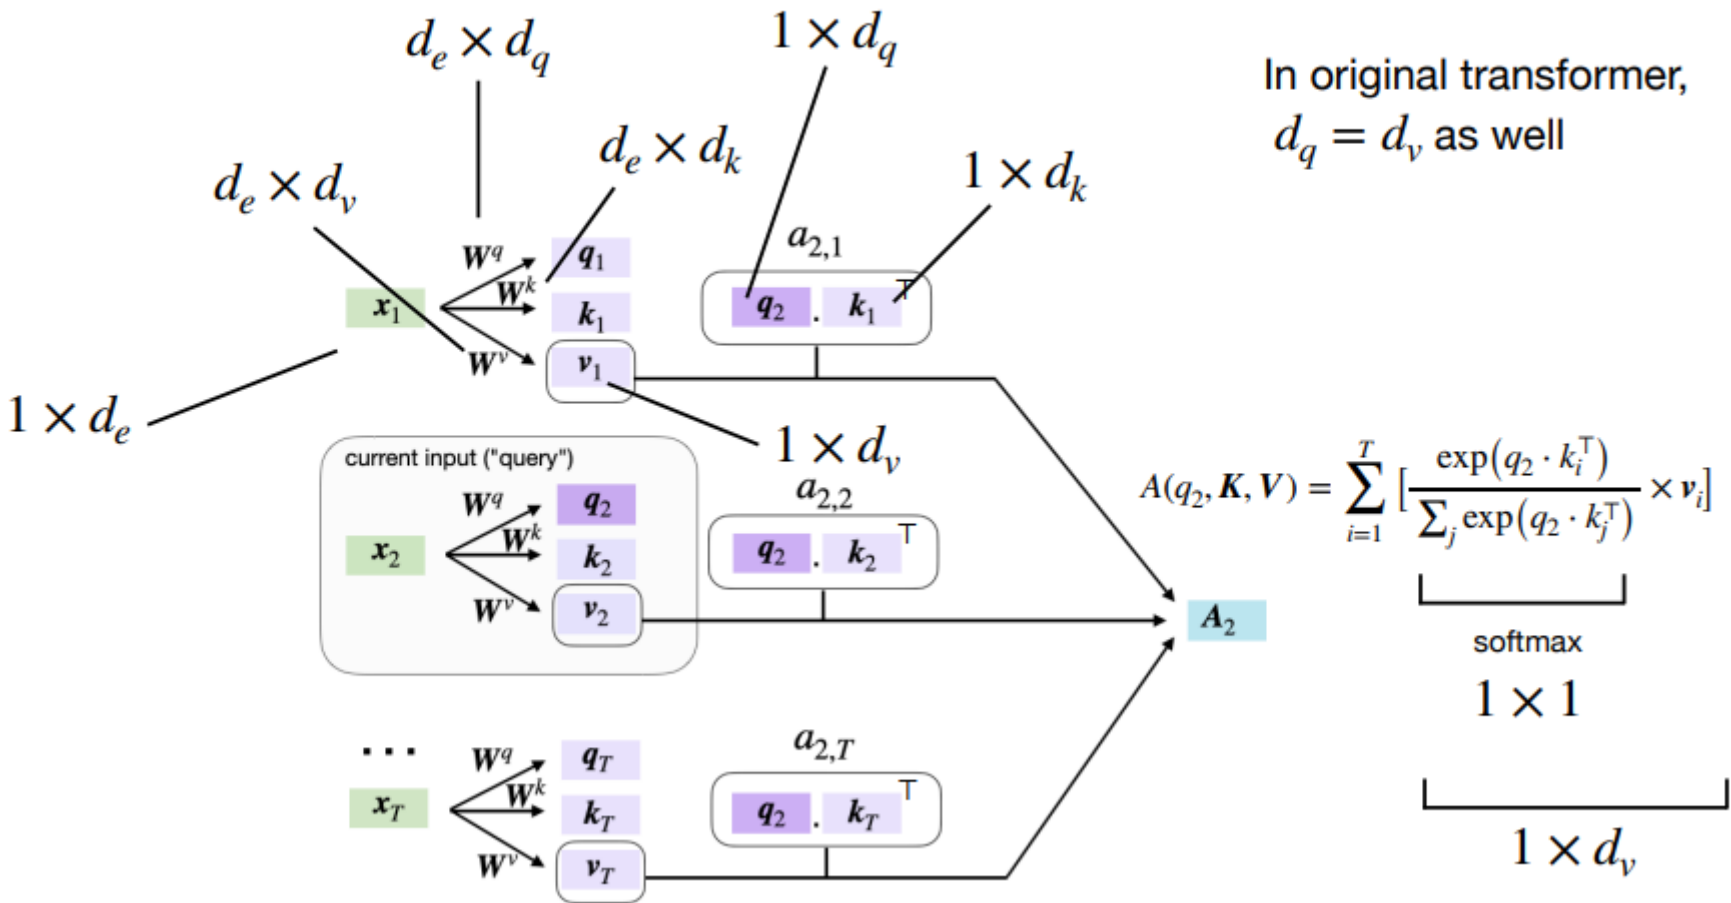 d_e × d_q
1 × d_q
In original transformer,
d_q = d_v as well
d_e × d_v
d_e × d_k
1 × d_k
a_{2,1}
W^q
q_1
x_1
W^k
k_1
q_2 . k_1^⊤
W^v
v_1
1 × d_e
1 × d_v
current input ("query")
a_{2,2}
W^q
q_2
x_2
W^k
k_2
q_2 . k_2^⊤
W^v
v_2
A(q_2, K, V) = \sum_{i=1}^{T} [\frac{exp(q_2 · k_i^⊤)}{\sum_j exp(q_2 · k_j^⊤)} × v_i]
A_2
softmax
1 × 1
...
a_{2,T}
W^q
q_T
x_T
W^k
k_T
q_2 . k_T^⊤
W^v
v_T
1 × d_v